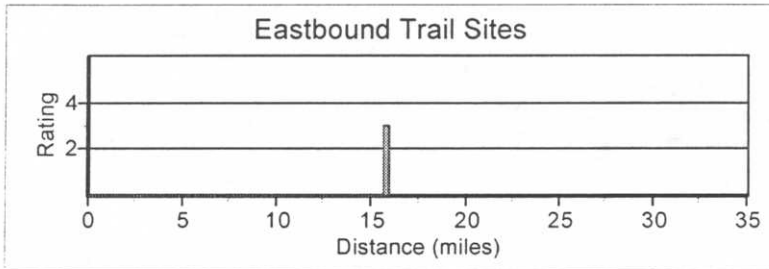 Eastbound Trail Sites
Rating
4
2
0 5 10 15 20 25 30 35
Distance (miles)